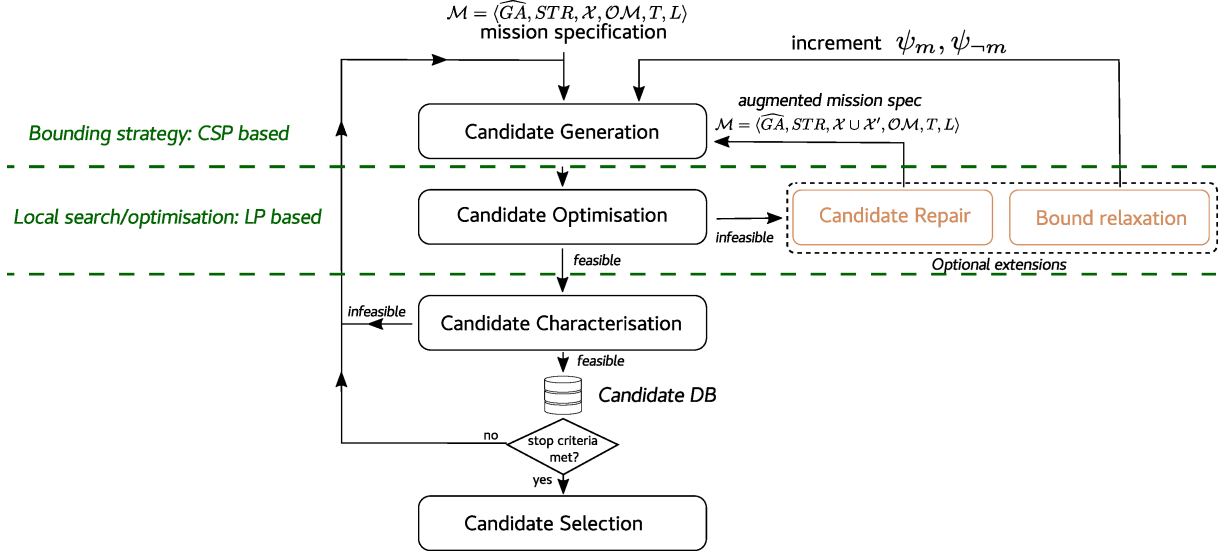 𝓜 = ⟨\widehat{GA}, STR, 𝒳, 𝒪𝓜, T, L⟩
mission specification
increment ψₘ, ψ¬ₘ
augmented mission spec
𝓜 = ⟨\widehat{GA}, STR, 𝒳 ∪ 𝒳′, 𝒪𝓜, T, L⟩
Bounding strategy: CSP based
Candidate Generation
Local search/optimisation: LP based
Candidate Optimisation
infeasible
Candidate Repair
Bound relaxation
Optional extensions
feasible
infeasible
Candidate Characterisation
feasible
Candidate DB
no
stop criteria
met?
yes
Candidate Selection